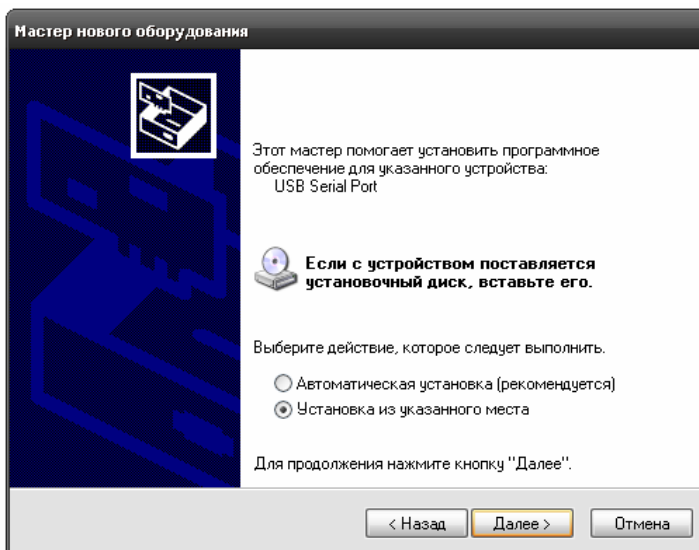 Мастер нового оборудования
Этот мастер помогает установить программное
обеспечение для указанного устройства:
USB Serial Port
Если с устройством поставляется
установочный диск, вставьте его.
Выберите действие, которое следует выполнить.
Автоматическая установка (рекомендуется)
Установка из указанного места
Для продолжения нажмите кнопку "Далее".
< Назад
Далее >
Отмена